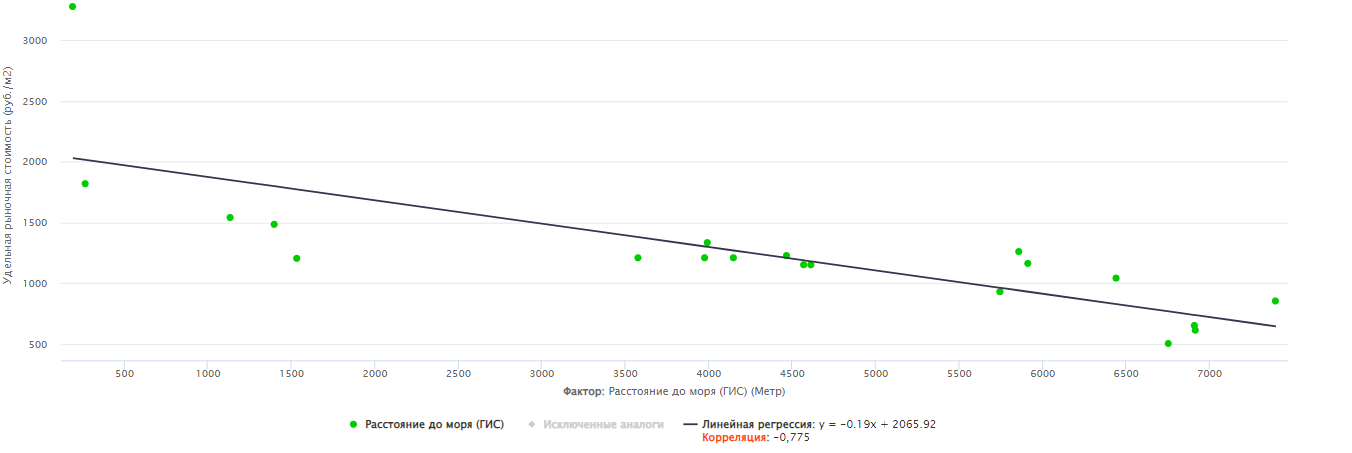 Удельная рыночная стоимость (руб./м2)
3000
2500
2000
1500
1000
500
500 1000 1500 2000 2500 3000 3500 4000 4500 5000 5500 6000 6500 7000
Фактор: Расстояние до моря (ГИС) (Метр)
Расстояние до моря (ГИС) Исключенные аналоги Линейная регрессия: y = -0.19x + 2065.92
Корреляция: -0,775